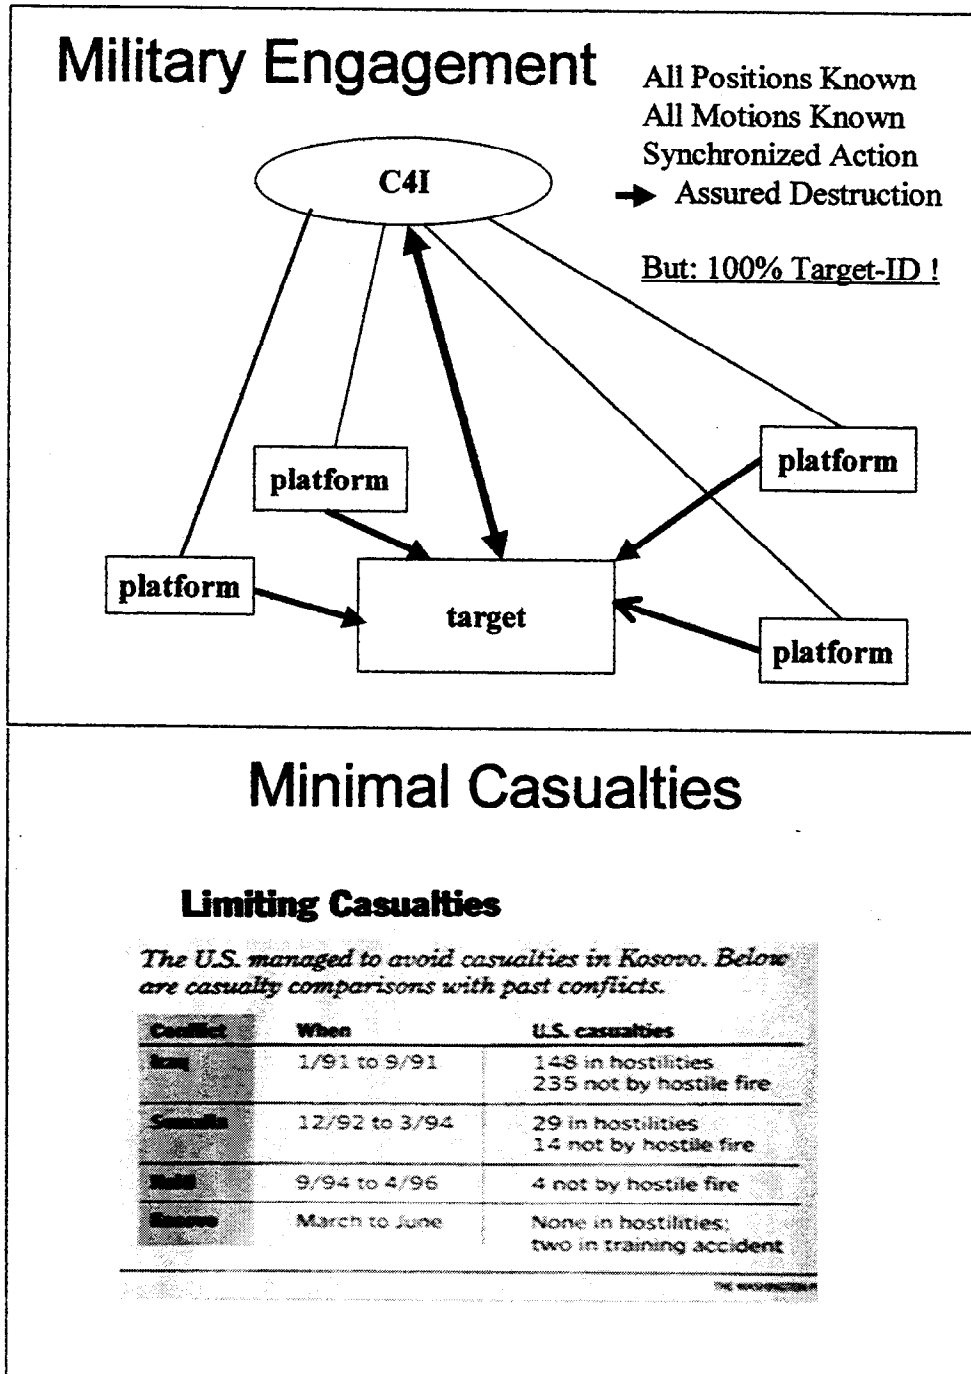 Military Engagement
All Positions Known
All Motions Known
Synchronized Action
Assured Destruction
But: 100% Target-ID !
C4I
platform
platform
platform
target
platform
Minimal Casualties
Limiting Casualties
The U.S. managed to avoid casualties in Kosovo. Below
are casualty comparisons with past conflicts.
Conflict When U.S. casualties
Iraq 1/91 to 9/91 148 in hostilities
235 not by hostile fire
Somalia 12/92 to 3/94 29 in hostilities
14 not by hostile fire
Haiti 9/94 to 4/96 4 not by hostile fire
Kosovo March to June None in hostilities;
two in training accident
THE